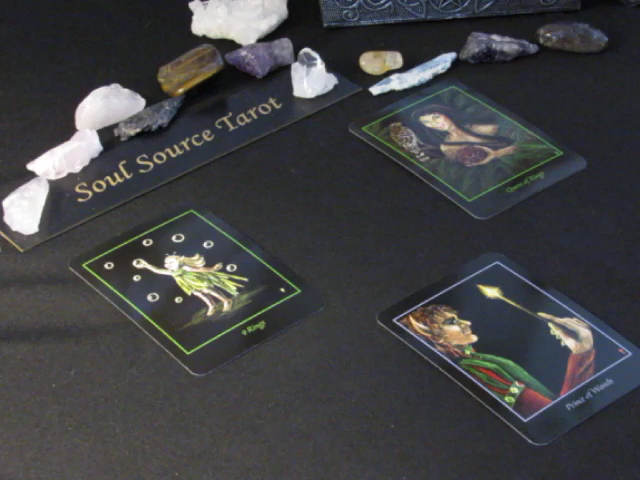 Soul Source Tarot
Queen of Rings
9 Rings
Prince of Wands